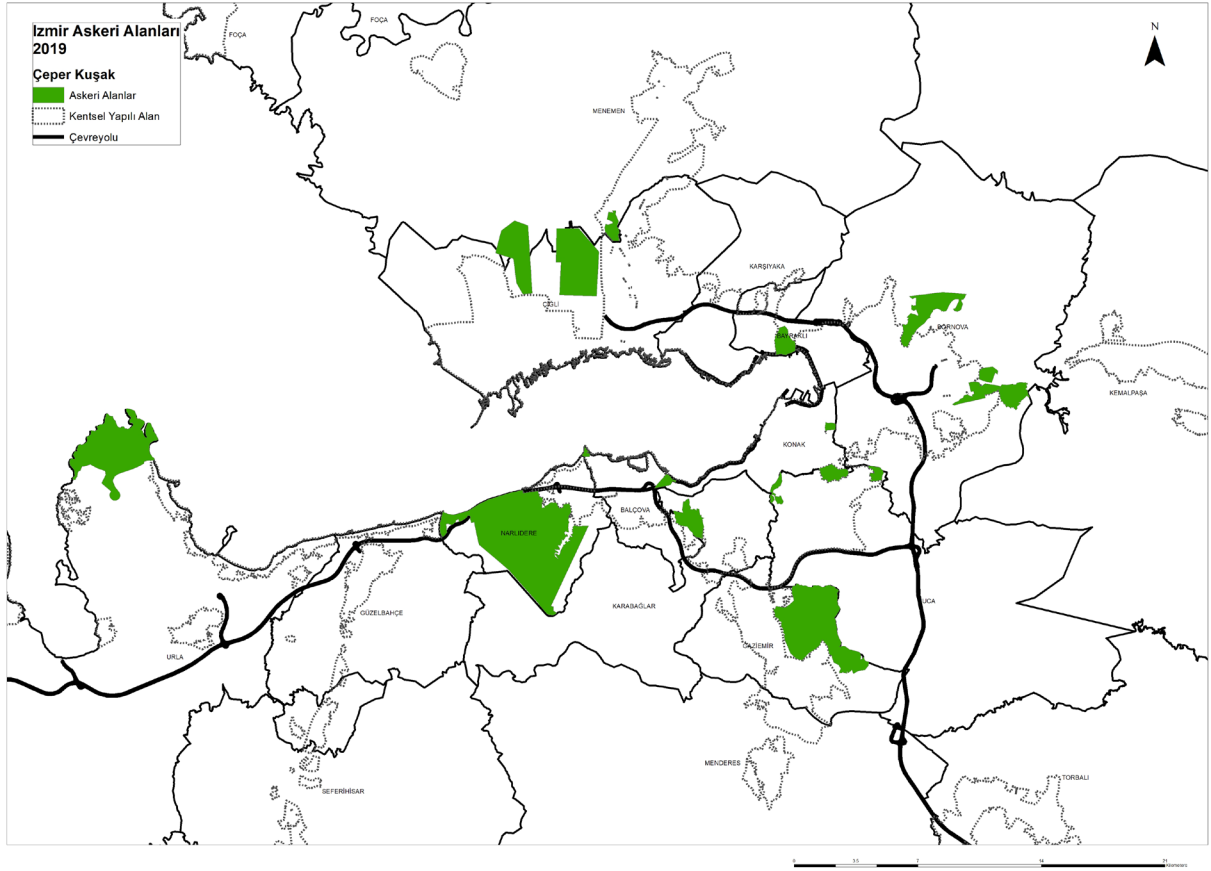 Izmir Askeri Alanları
2019
Çeper Kuşak
Askeri Alanlar
Kentsel Yapılı Alan
Çevreyolu
FOÇA
FOÇA
N
MENEMEN
KARŞIYAKA
ÇİĞLİ
BAYRAKLI
BORNOVA
KEMALPAŞA
KONAK
BALÇOVA
NARLIDERE
KARABAĞLAR
GÜZELBAHÇE
UCA
GAZİEMİR
URLA
MENDERES
TORBALI
SEFERİHİSAR
0 3.5 7 14 21
Kilometers